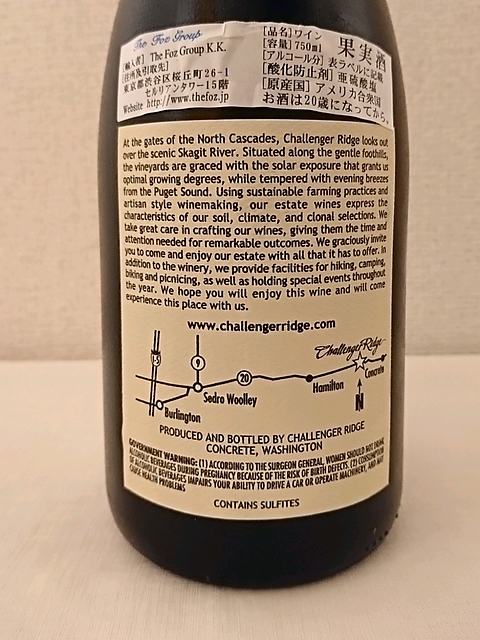 The Foz Group
[輸入者] The Foz Group K.K.
[住所及引取先]
東京都渋谷区桜丘町26-1
セルリアンタワー15階
Website http://www.thefoz.jp
[品名]ワイン
[容量]750ml 果実酒
[アルコール分]表ラベルに記載
[酸化防止剤]亜硫酸塩
[原産国]アメリカ合衆国
お酒は20歳になってから。
At the gates of the North Cascades, Challenger Ridge looks out
over the scenic Skagit River. Situated along the gentle foothills,
the vineyards are graced with the solar exposure that grants us
optimal growing degrees, while tempered with evening breezes
from the Puget Sound. Using sustainable farming practices and
artisan style winemaking, our estate wines express the
characteristics of our soil, climate, and clonal selections. We
take great care in crafting our wines, giving them the time and
attention needed for remarkable outcomes. We graciously invite
you to come and enjoy our estate with all that it has to offer. In
addition to the winery, we provide facilities for hiking, camping,
biking and picnicing, as well as holding special events throughout
the year. We hope you will enjoy this wine and will come
experience this place with us.
www.challengerridge.com
Challenger Ridge
I-5
9
20
Hamilton
Concrete
Sedro Woolley
N
Burlington
PRODUCED AND BOTTLED BY CHALLENGER RIDGE
CONCRETE, WASHINGTON
GOVERNMENT WARNING: (1) ACCORDING TO THE SURGEON GENERAL, WOMEN SHOULD NOT DRINK
ALCOHOLIC BEVERAGES DURING PREGNANCY BECAUSE OF THE RISK OF BIRTH DEFECTS. (2) CONSUMPTION
OF ALCOHOLIC BEVERAGES IMPAIRS YOUR ABILITY TO DRIVE A CAR OR OPERATE MACHINERY, AND MAY
CAUSE HEALTH PROBLEMS
CONTAINS SULFITES